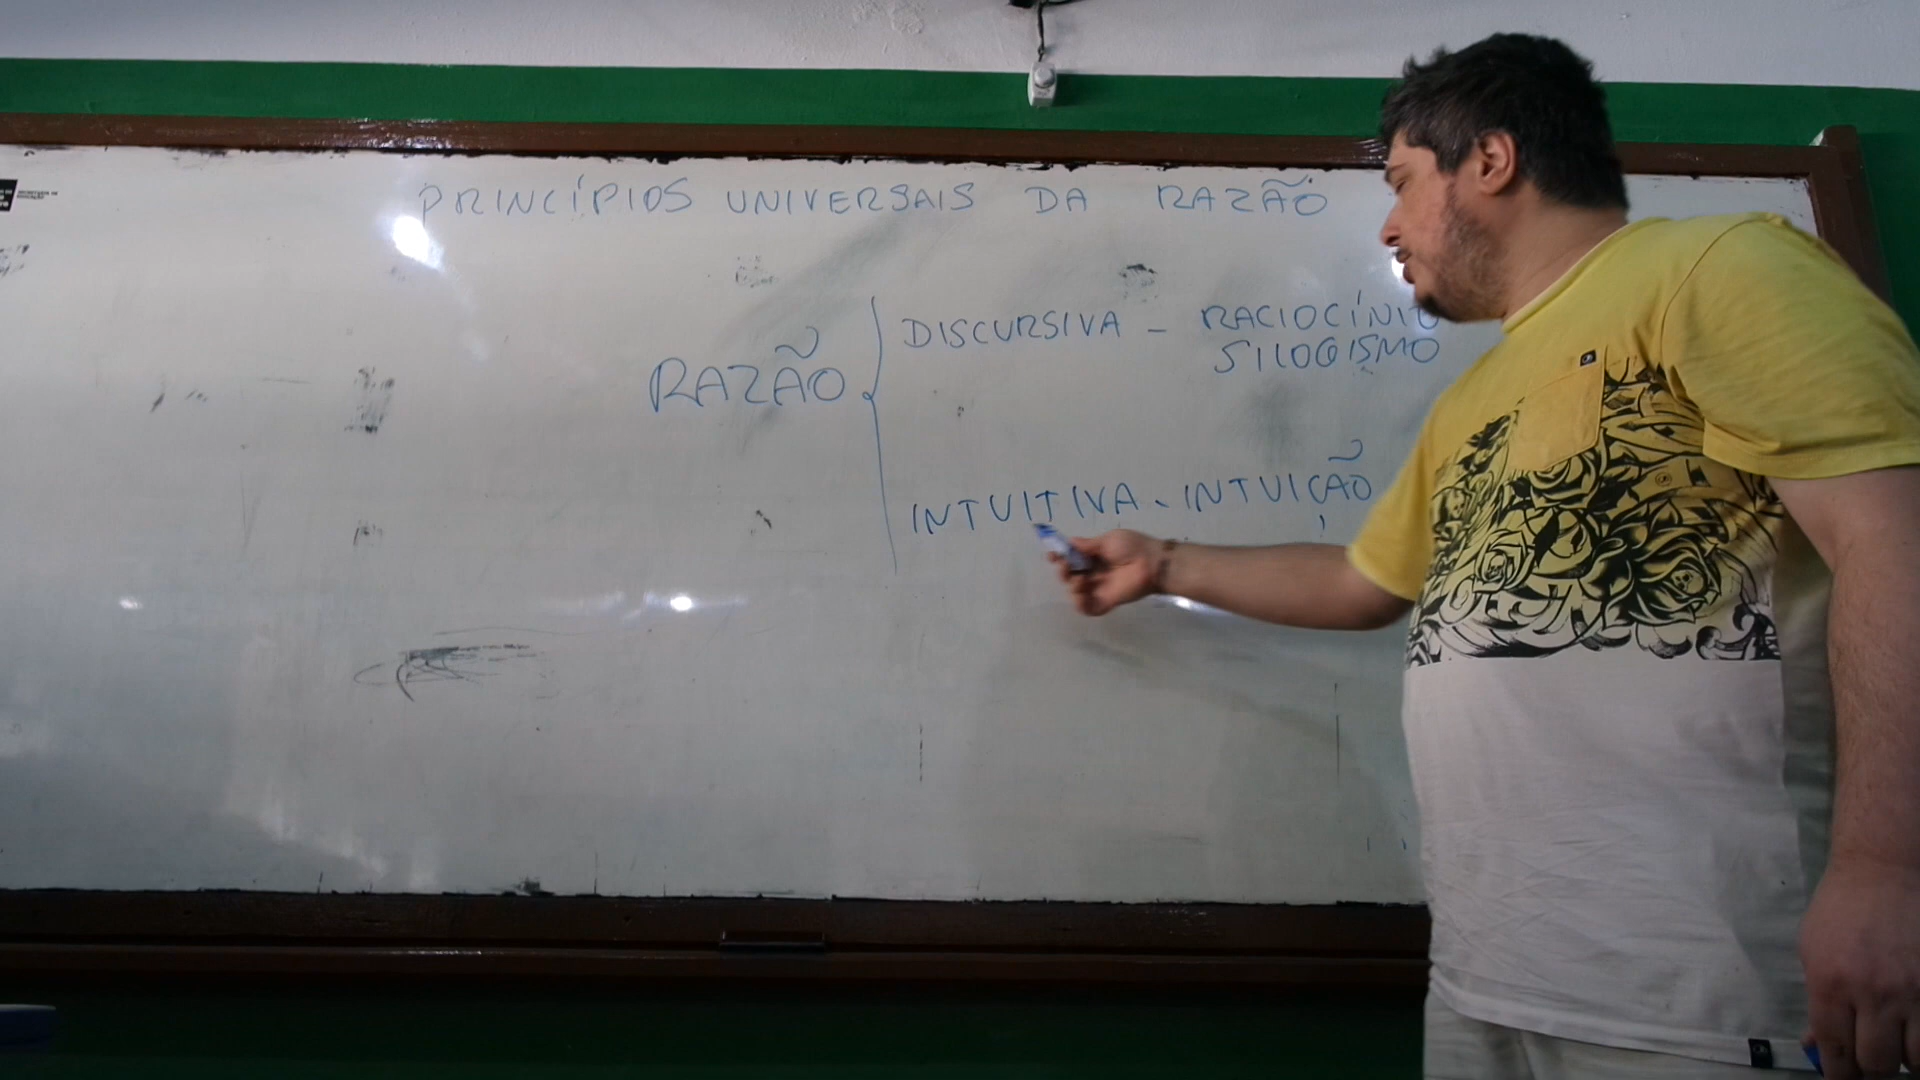 PRINCÍPIOS UNIVERSAIS DA RAZÃO
RAZÃO
DISCURSIVA - RACIOCÍNIO
SILOGISMO
INTUITIVA - INTUIÇÃO